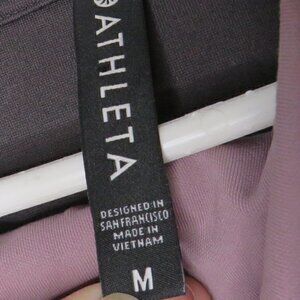 ATHLETA
DESIGNED IN
SAN FRANCISCO
MADE IN
VIETNAM
M